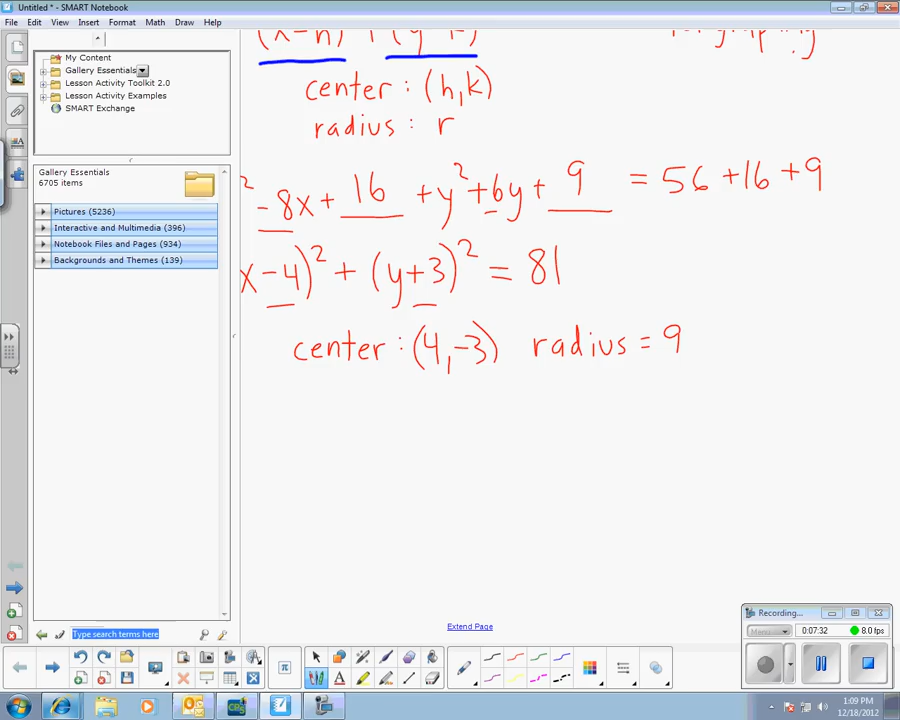 Untitled * - SMART Notebook
File Edit View Insert Format Math Draw Help
My Content
Gallery Essentials
Lesson Activity Toolkit 2.0
Lesson Activity Examples
SMART Exchange
Gallery Essentials
6705 items
Pictures (5236)
Interactive and Multimedia (396)
Notebook Files and Pages (934)
Backgrounds and Themes (139)
Type search terms here
center : (h,k)
radius : r
2 - 8x + 16 + y² + 6y + 9 = 56 + 16 + 9
x - 4)² + (y + 3)² = 81
center : (4, -3) radius = 9
Extend Page
Recording...
Menu
0:07:32
8.0 fps
1:09 PM
12/18/2012